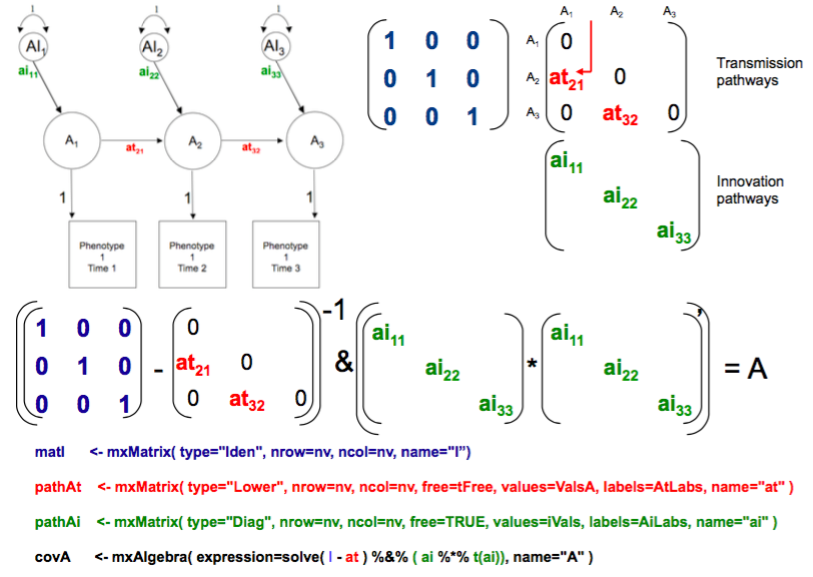 1 1 1
AI1 AI2 AI3
ai11 ai22 ai33
A1 A2 A3
at21 at32
1 1 1
Phenotype
1
Time 1
Phenotype
1
Time 2
Phenotype
1
Time 3
1 0 0
0 1 0
0 0 1
A1 A2 A3
A1 0
A2 at21 0
A3 0 at32 0
Transmission
pathways
ai11
ai22
ai33
Innovation
pathways
1 0 0
0 1 0
0 0 1
-
0
at21 0
0 at32 0
-1
&
ai11
ai22
ai33
*
ai11
ai22
ai33
'
= A
matI <- mxMatrix( type="Iden", nrow=nv, ncol=nv, name="I")
pathAt <- mxMatrix( type="Lower", nrow=nv, ncol=nv, free=tFree, values=ValsA, labels=AtLabs, name="at" )
pathAi <- mxMatrix( type="Diag", nrow=nv, ncol=nv, free=TRUE, values=iVals, labels=AiLabs, name="ai" )
covA <- mxAlgebra( expression=solve( I - at ) %&% ( ai %*% t(ai)), name="A" )